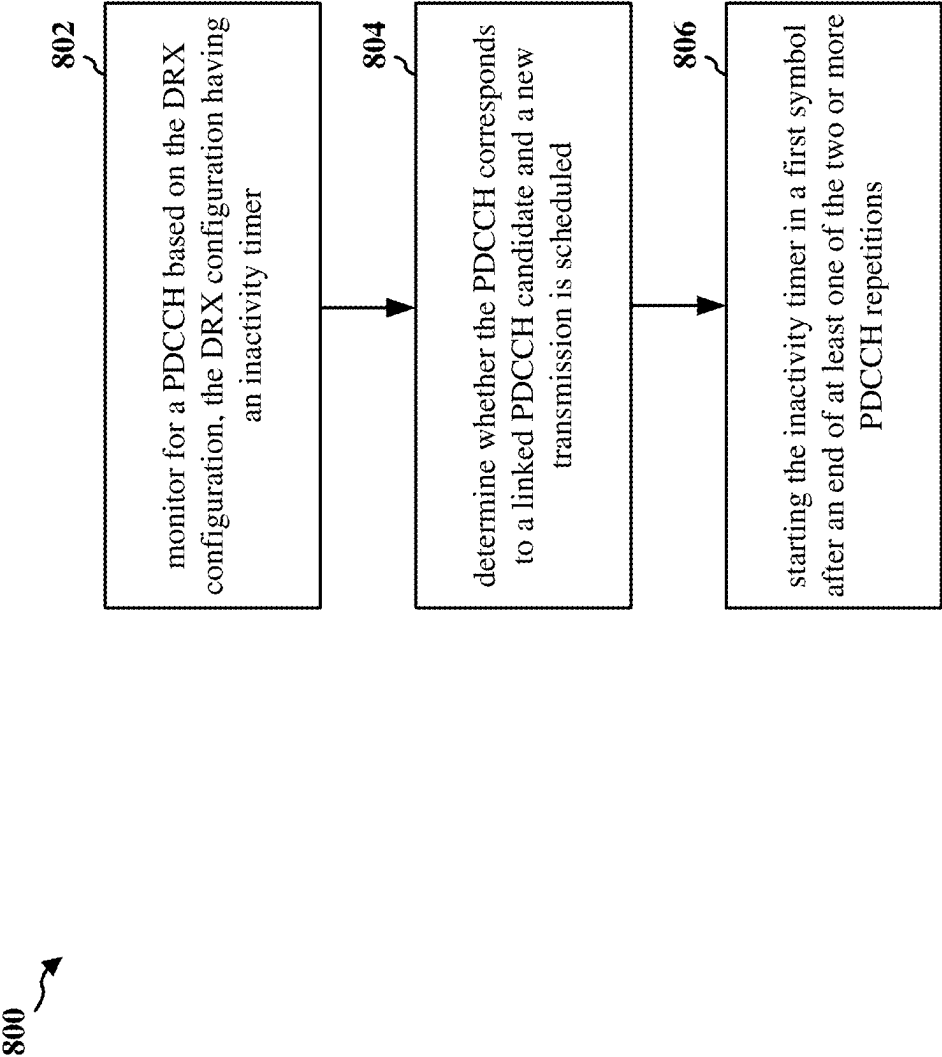 800
802
monitor for a PDCCH based on the DRX
configuration, the DRX configuration having
an inactivity timer
804
determine whether the PDCCH corresponds
to a linked PDCCH candidate and a new
transmission is scheduled
806
starting the inactivity timer in a first symbol
after an end of at least one of the two or more
PDCCH repetitions